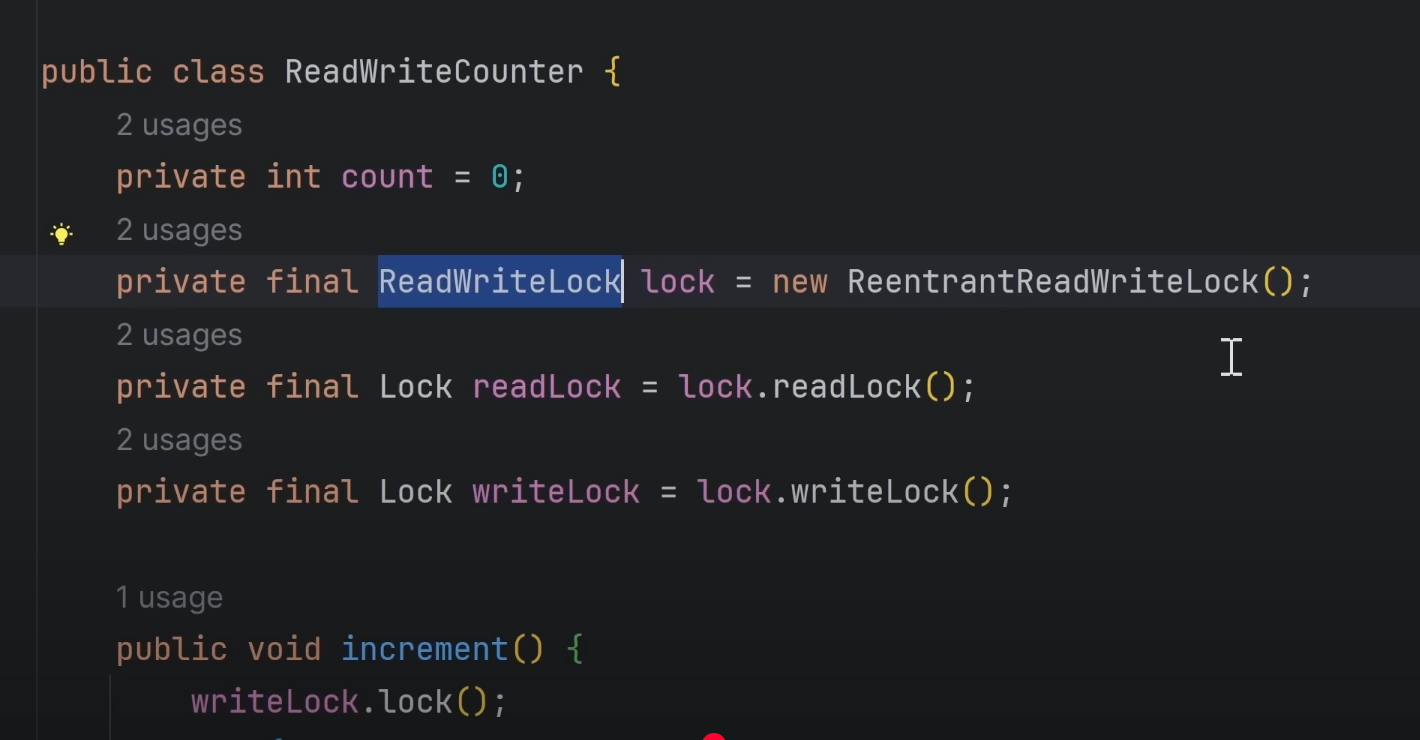 public class ReadWriteCounter {
2 usages
private int count = 0;
2 usages
private final ReadWriteLock lock = new ReentrantReadWriteLock();
2 usages
private final Lock readLock = lock.readLock();
2 usages
private final Lock writeLock = lock.writeLock();
1 usage
public void increment() {
writeLock.lock();